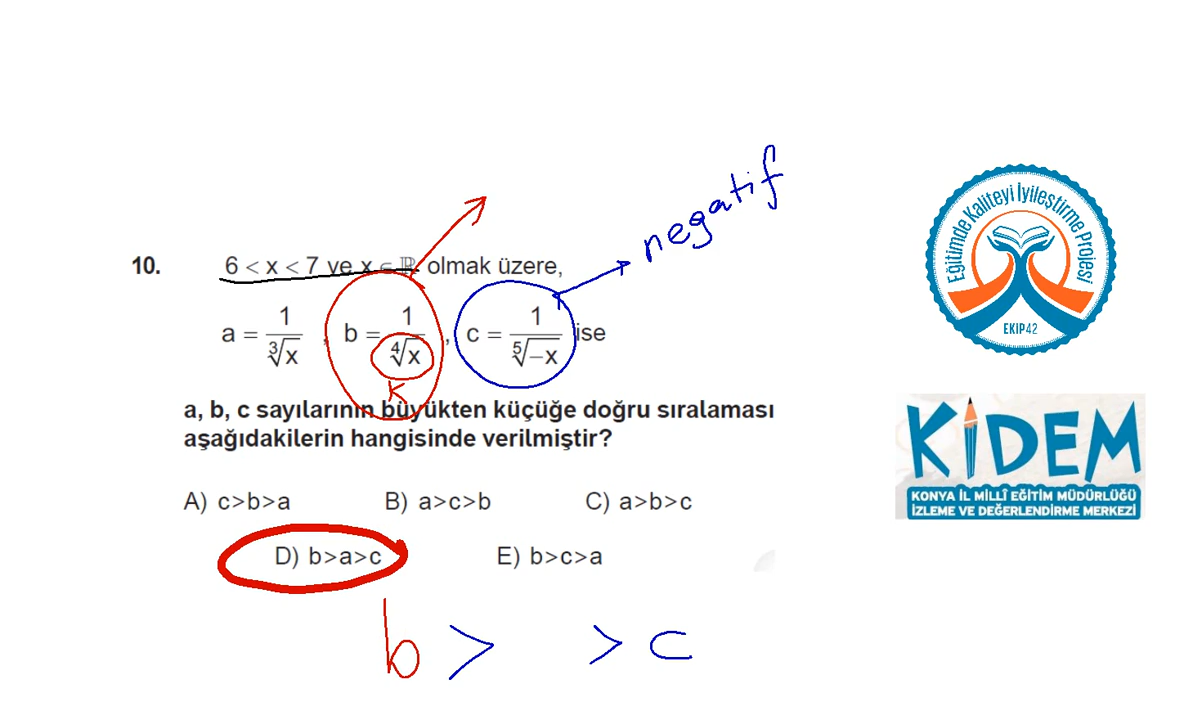 negatif
10. 6 < x < 7 ve x ∈ ℝ olmak üzere,
a = 1/∛x , b = 1/∜x , c = 1/⁵√−x ise
K
a, b, c sayılarının büyükten küçüğe doğru sıralaması
aşağıdakilerin hangisinde verilmiştir?
A) c>b>a B) a>c>b C) a>b>c
D) b>a>c E) b>c>a
b > > c
Eğitimde Kaliteyi İyileştirme Projesi
EKIP42
KİDEM
KONYA İL MİLLÎ EĞİTİM MÜDÜRLÜĞÜ
İZLEME VE DEĞERLENDİRME MERKEZİ